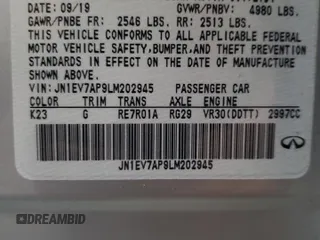 DATE: 09/19 GVWR/PNBV: 4980 LBS.
GAWR/PNBE FR: 2546 LBS. RR: 2513 LBS.
THIS VEHICLE CONFORMS TO ALL APPLICABLE FEDERAL
MOTOR VEHICLE SAFETY,BUMPER,AND THEFT PREVENTION
STANDARDS IN EFFECT ON THE DATE OF MANUFACTURE
SHOWN ABOVE.
VIN: JN1EV7AP9LM202945 PASSENGER CAR
COLOR TRIM TRANS AXLE ENGINE
K23 G RE7R01A RG29 VR30(DDTT) 2997CC
JN1EV7AP9LM202945
INFINITI
© DREAMBID